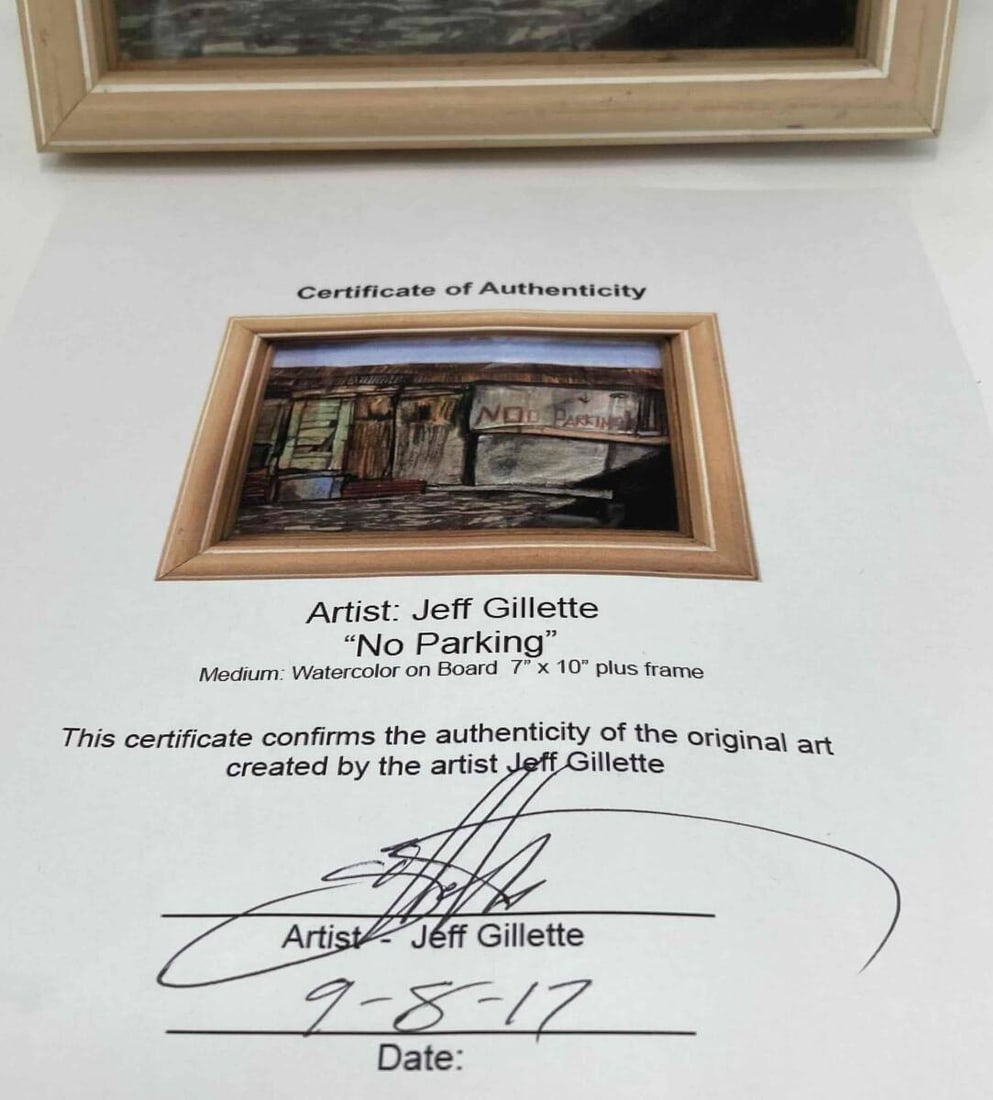 Certificate of Authenticity
NO PARKING
Artist: Jeff Gillette
“No Parking”
Medium: Watercolor on Board 7” x 10” plus frame
This certificate confirms the authenticity of the original art
created by the artist Jeff Gillette
Artist - Jeff Gillette
9-8-17
Date: